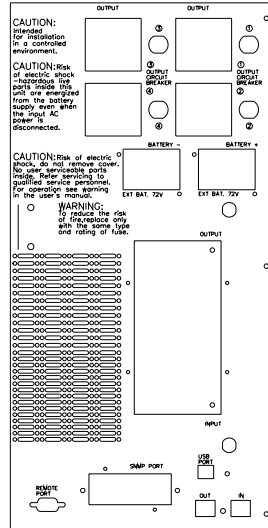 OUTPUT
OUTPUT
CAUTION:
Intended
for installation
in a controlled
environment.
③
①
CAUTION:Risk
of electric shock
-hazardous live
parts inside this
unit are energized
from the battery
supply even when
the input AC
power is
disconnected.
③
①
OUTPUT
CIRCUIT
BREAKER
OUTPUT
CIRCUIT
BREAKER
④
②
④
②
BATTERY -
BATTERY +
CAUTION:Risk of electric
shock, do not remove cover.
No user serviceable parts
inside. Refer servicing to
qualified service personnel.
For operation see warning
in the user's manual.
EXT BAT. 72V
EXT BAT. 72V
WARNING:
To reduce the risk
of fire,replace only
with the same type
and rating of fuse.
OUTPUT
INPUT
USB
PORT
SNMP PORT
REMOTE
PORT
OUT
IN